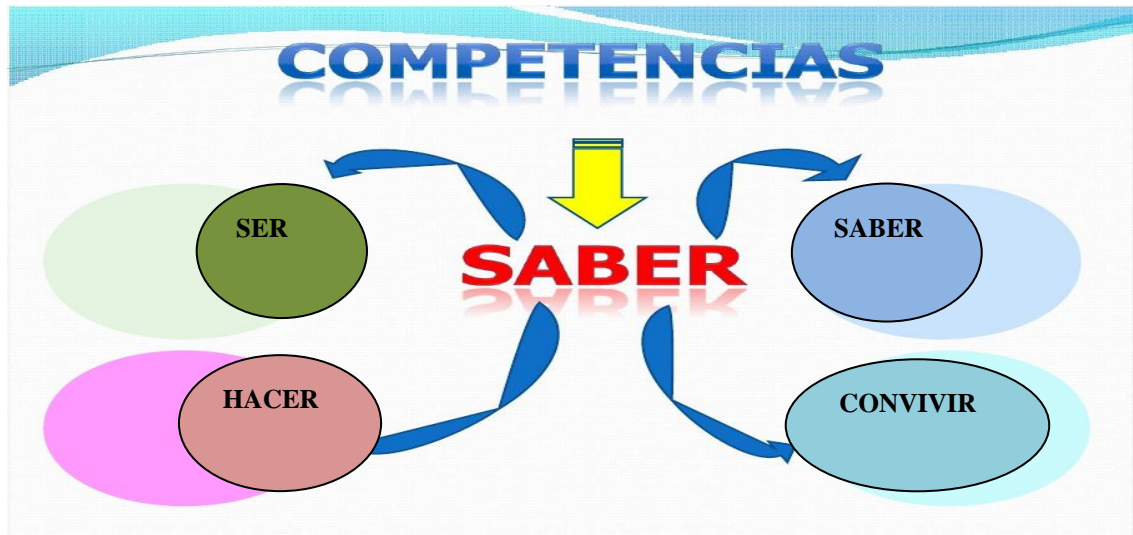 COMPETENCIAS
SER
SABER
SABER
HACER
CONVIVIR